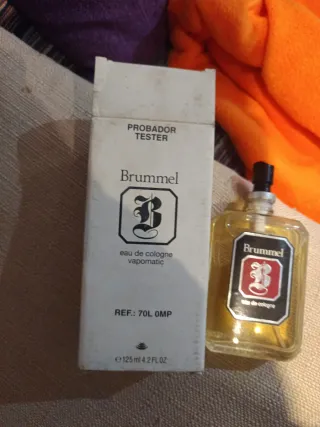 PROBADOR
TESTER
Brummel
B
eau de cologne
vapomatic
REF.: 70L 0MP
e 125 ml 4.2 FL OZ
Brummel
B
eau de cologne